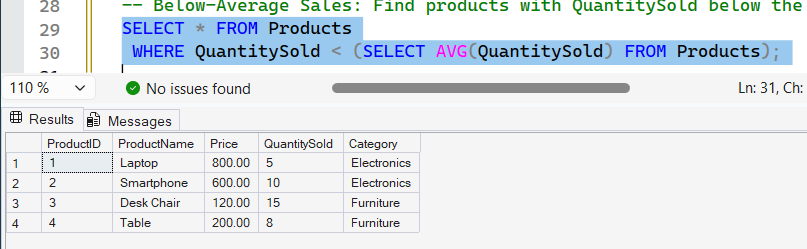 28 -- Below-Average Sales: Find products with QuantitySold below the
29 SELECT * FROM Products
30 WHERE QuantitySold < (SELECT AVG(QuantitySold) FROM Products);
110 % No issues found Ln: 31, Ch:
Results Messages
ProductID ProductName Price QuantitySold Category
1 1 Laptop 800.00 5 Electronics
2 2 Smartphone 600.00 10 Electronics
3 3 Desk Chair 120.00 15 Furniture
4 4 Table 200.00 8 Furniture